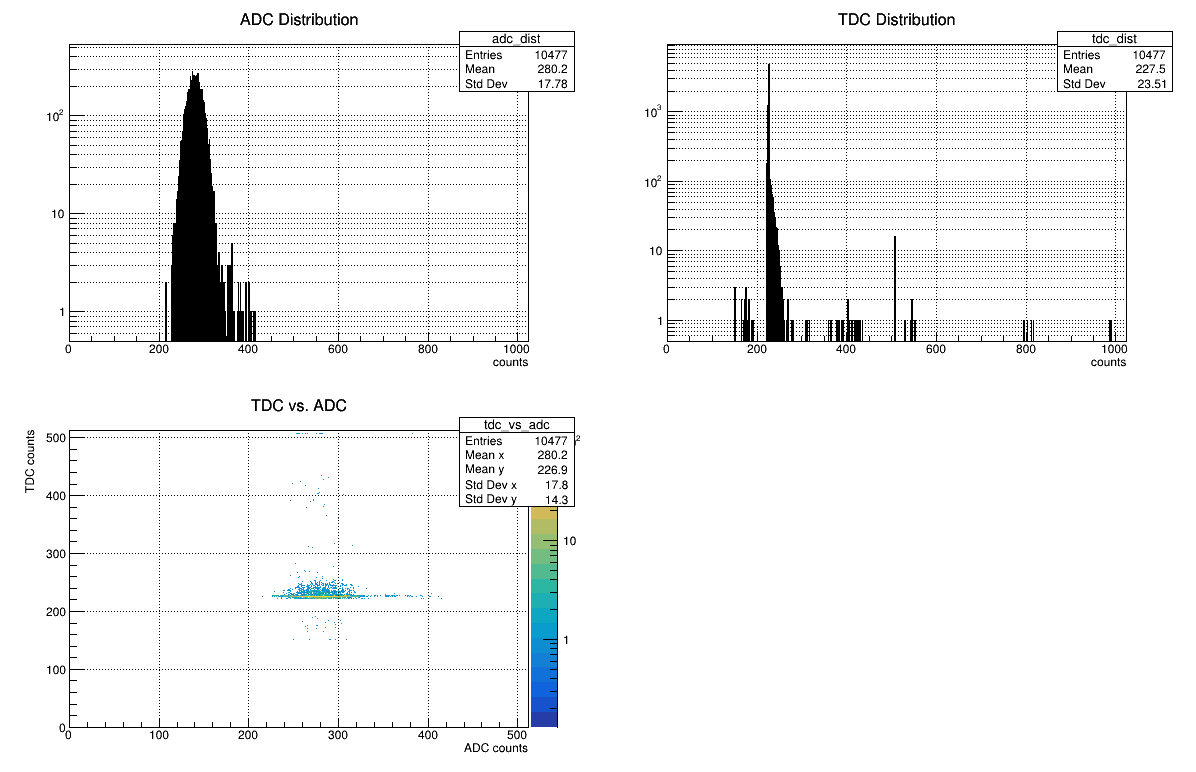 ADC Distribution
adc_dist
Entries 10477
Mean 280.2
Std Dev 17.78
10²
10
1
0 200 400 600 800 1000
counts
TDC Distribution
tdc_dist
Entries 10477
Mean 227.5
Std Dev 23.51
10³
10²
10
1
0 200 400 600 800 1000
counts
TDC vs. ADC
tdc_vs_adc
Entries 10477
Mean x 280.2
Mean y 226.9
Std Dev x 17.8
Std Dev y 14.3
TDC counts
500
400
300
200
100
0
0 100 200 300 400 500
ADC counts
2
10
1